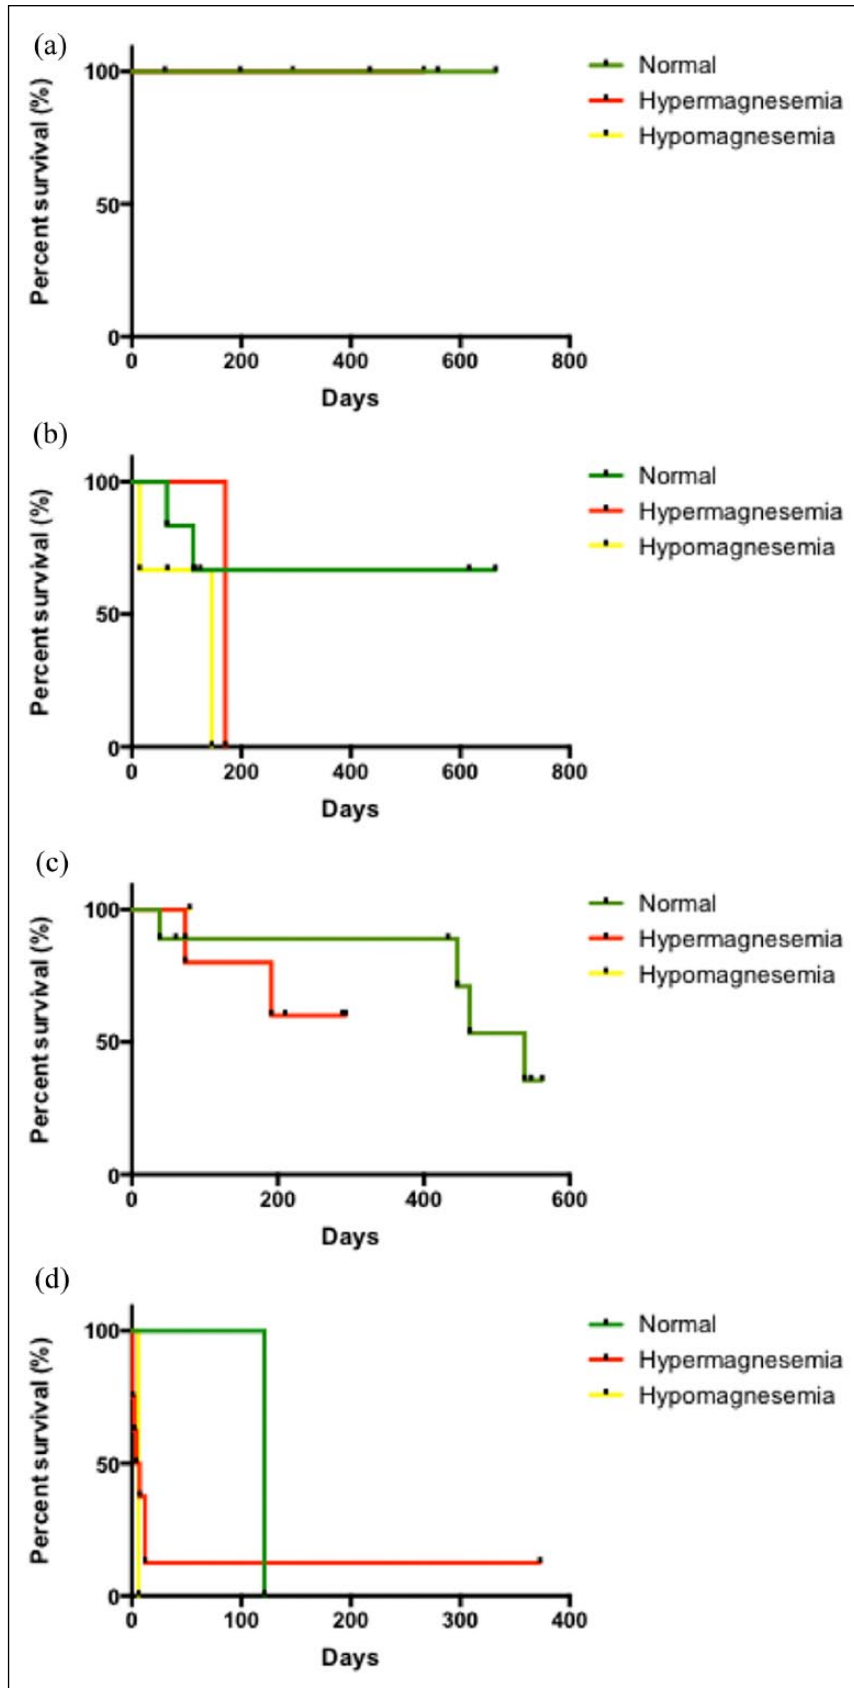 (a)
Percent survival (%)
100
50
0
0 200 400 600 800
Days
Normal
Hypermagnesemia
Hypomagnesemia
(b)
Percent survival (%)
100
50
0
0 200 400 600 800
Days
Normal
Hypermagnesemia
Hypomagnesemia
(c)
Percent survival (%)
100
50
0
0 200 400 600
Days
Normal
Hypermagnesemia
Hypomagnesemia
(d)
Percent survival (%)
100
50
0
0 100 200 300 400
Days
Normal
Hypermagnesemia
Hypomagnesemia